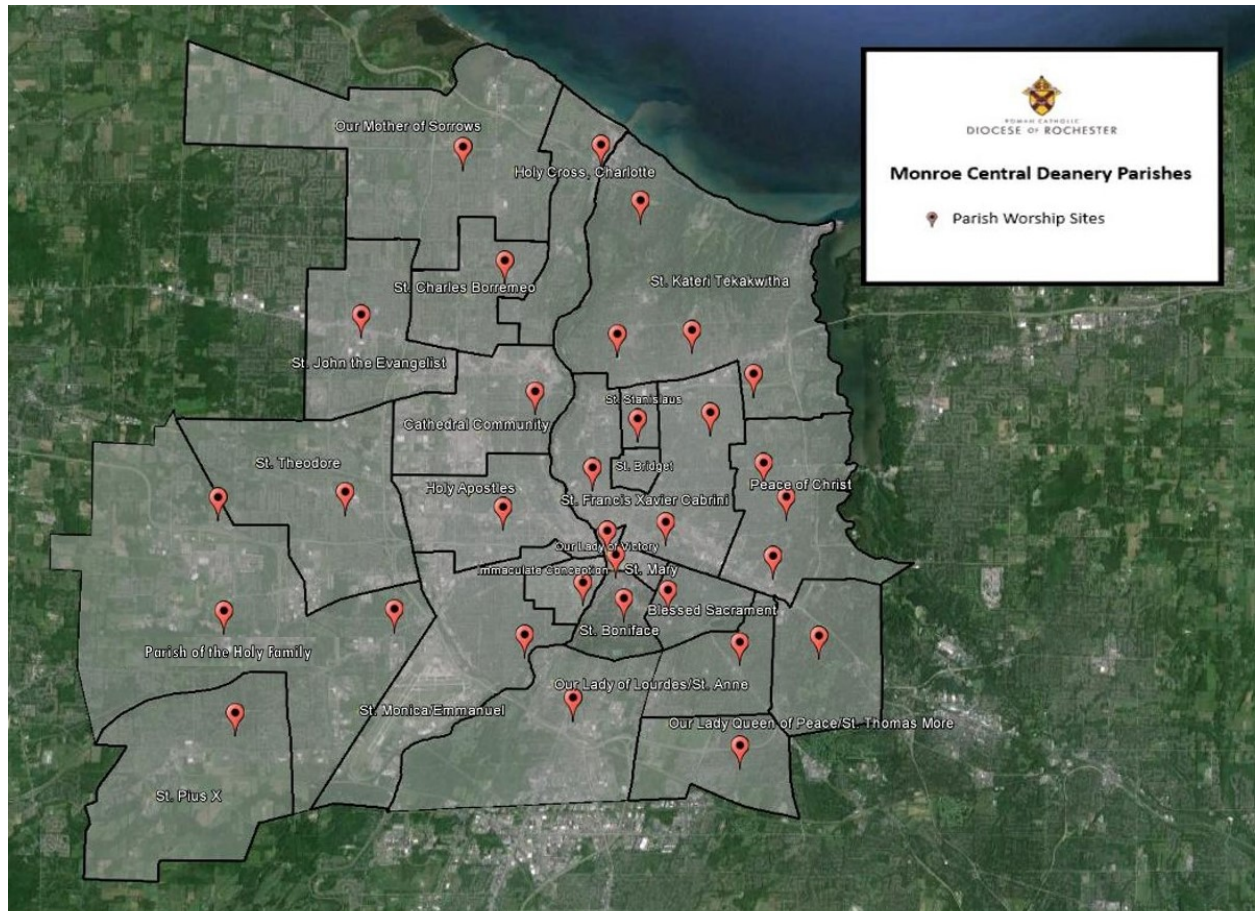 ROMAN CATHOLIC
DIOCESE of ROCHESTER
Monroe Central Deanery Parishes
Parish Worship Sites
Our Mother of Sorrows
Holy Cross, Charlotte
St. Kateri Tekakwitha
St. Charles Borremeo
St. John the Evangelist
St. Stanislaus
Cathedral Community
St. Theodore
St. Bridget
Peace of Christ
Holy Apostles
St. Francis Xavier Cabrini
Our Lady of Victory
Immaculate Conception
St. Mary
Blessed Sacrament
St. Boniface
Parish of the Holy Family
Our Lady of Lourdes/St. Anne
St. Monica/Emmanuel
Our Lady Queen of Peace/St. Thomas More
St. Pius X